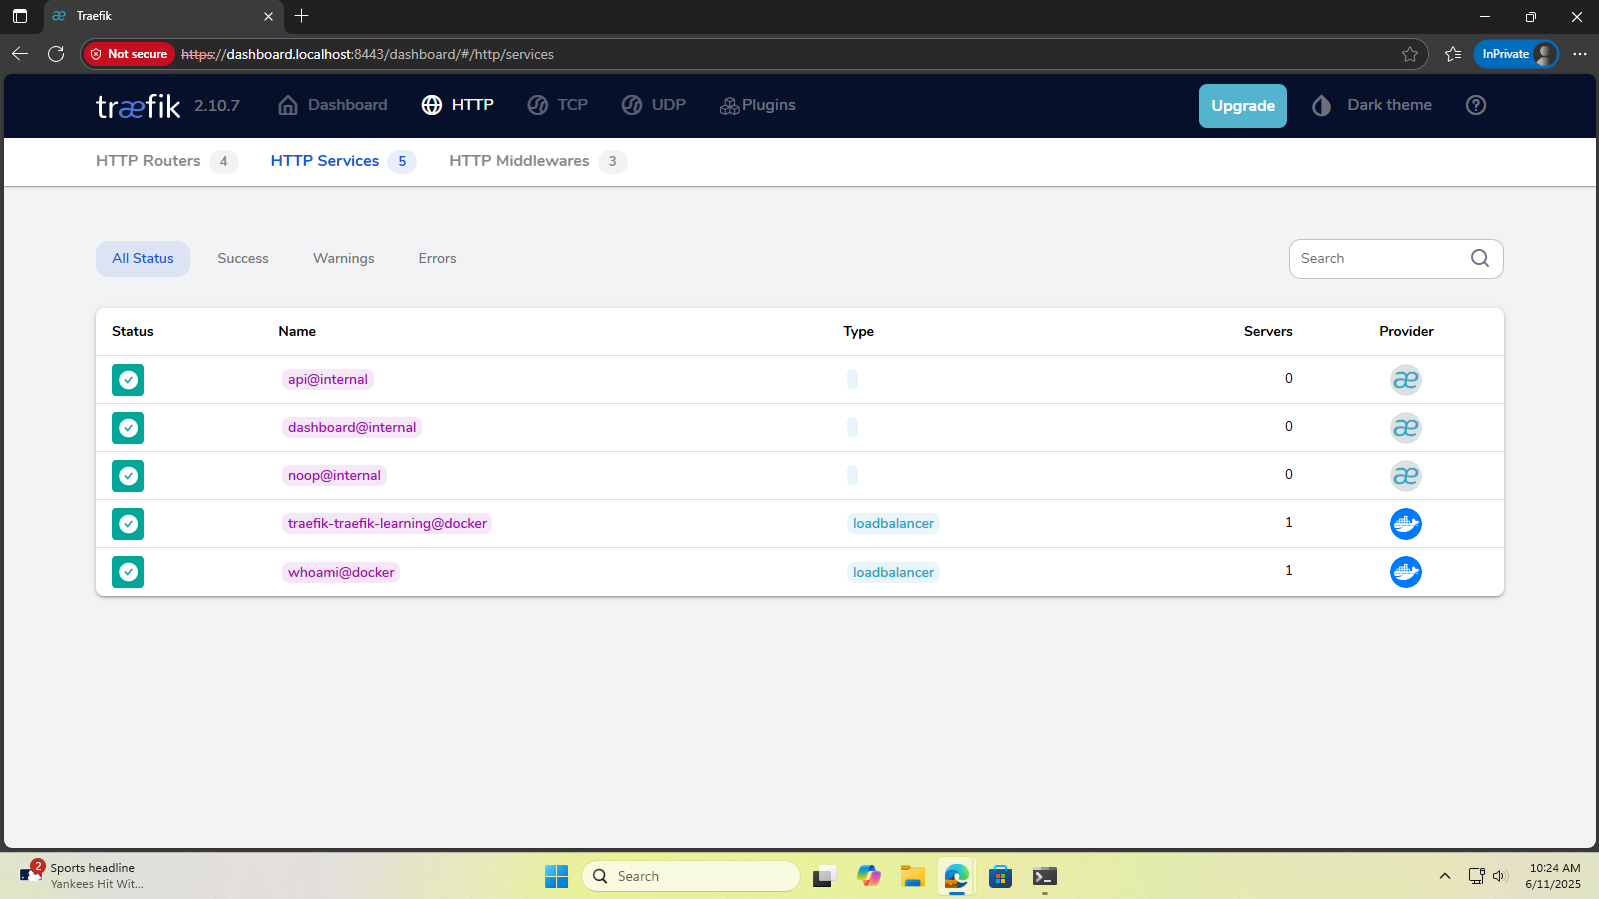 Traefik
Not secure https://dashboard.localhost:8443/dashboard/#/http/services InPrivate
træfik 2.10.7 Dashboard HTTP TCP UDP Plugins Upgrade Dark theme
HTTP Routers 4 HTTP Services 5 HTTP Middlewares 3
All Status Success Warnings Errors Search
Status Name Type Servers Provider
api@internal 0 æ
dashboard@internal 0 æ
noop@internal 0 æ
traefik-traefik-learning@docker loadbalancer 1
whoami@docker loadbalancer 1
2 Sports headline
Yankees Hit Wit...
Search
10:24 AM
6/11/2025